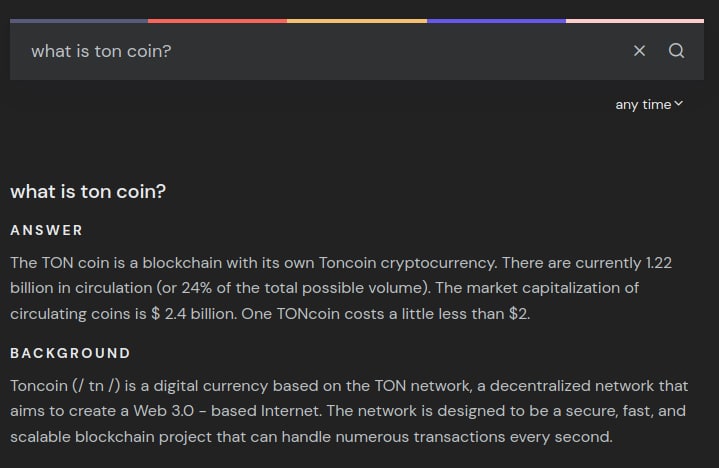 what is ton coin?
any time
what is ton coin?
ANSWER
The TON coin is a blockchain with its own Toncoin cryptocurrency. There are currently 1.22
billion in circulation (or 24% of the total possible volume). The market capitalization of
circulating coins is $ 2.4 billion. One TONcoin costs a little less than $2.
BACKGROUND
Toncoin (/ tn /) is a digital currency based on the TON network, a decentralized network that
aims to create a Web 3.0 - based Internet. The network is designed to be a secure, fast, and
scalable blockchain project that can handle numerous transactions every second.